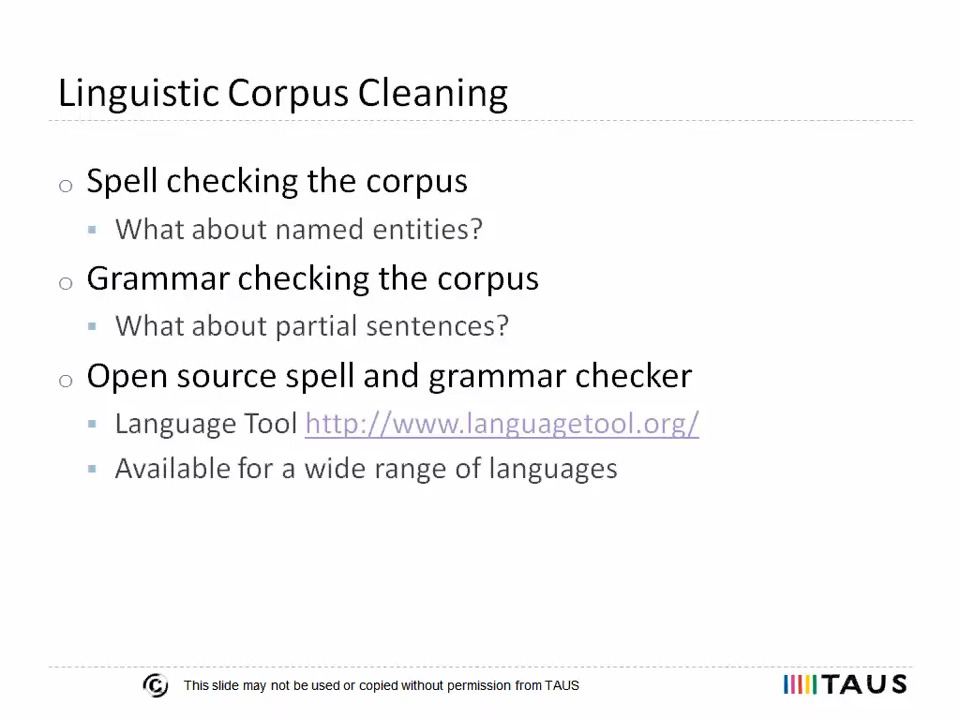 Linguistic Corpus Cleaning
Spell checking the corpus
What about named entities?
Grammar checking the corpus
What about partial sentences?
Open source spell and grammar checker
Language Tool http://www.languagetool.org/
Available for a wide range of languages
© This slide may not be used or copied without permission from TAUS
TAUS